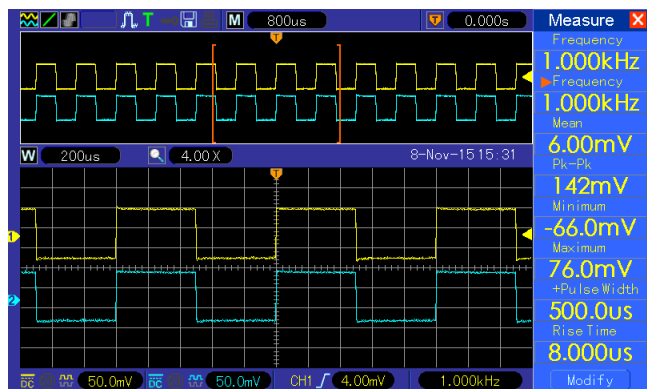 T M 800us T 0.000s Measure X
T
Frequency
1.000kHz
Frequency
1.000kHz
Mean
6.00mV
Pk-Pk
142mV
Minimum
-66.0mV
Maximum
76.0mV
+Pulse Width
500.0us
Rise Time
8.000us
Modify
W 200us 4.00 X 8-Nov-15 15:31
T
1
2
DC 50.0mV DC 50.0mV CH1 4.00mV 1.000kHz